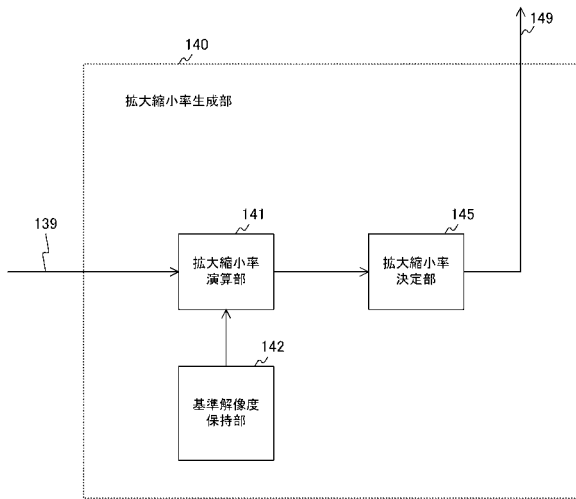 149
140
拡大縮小率生成部
139
141
145
拡大縮小率
演算部
拡大縮小率
決定部
142
基準解像度
保持部